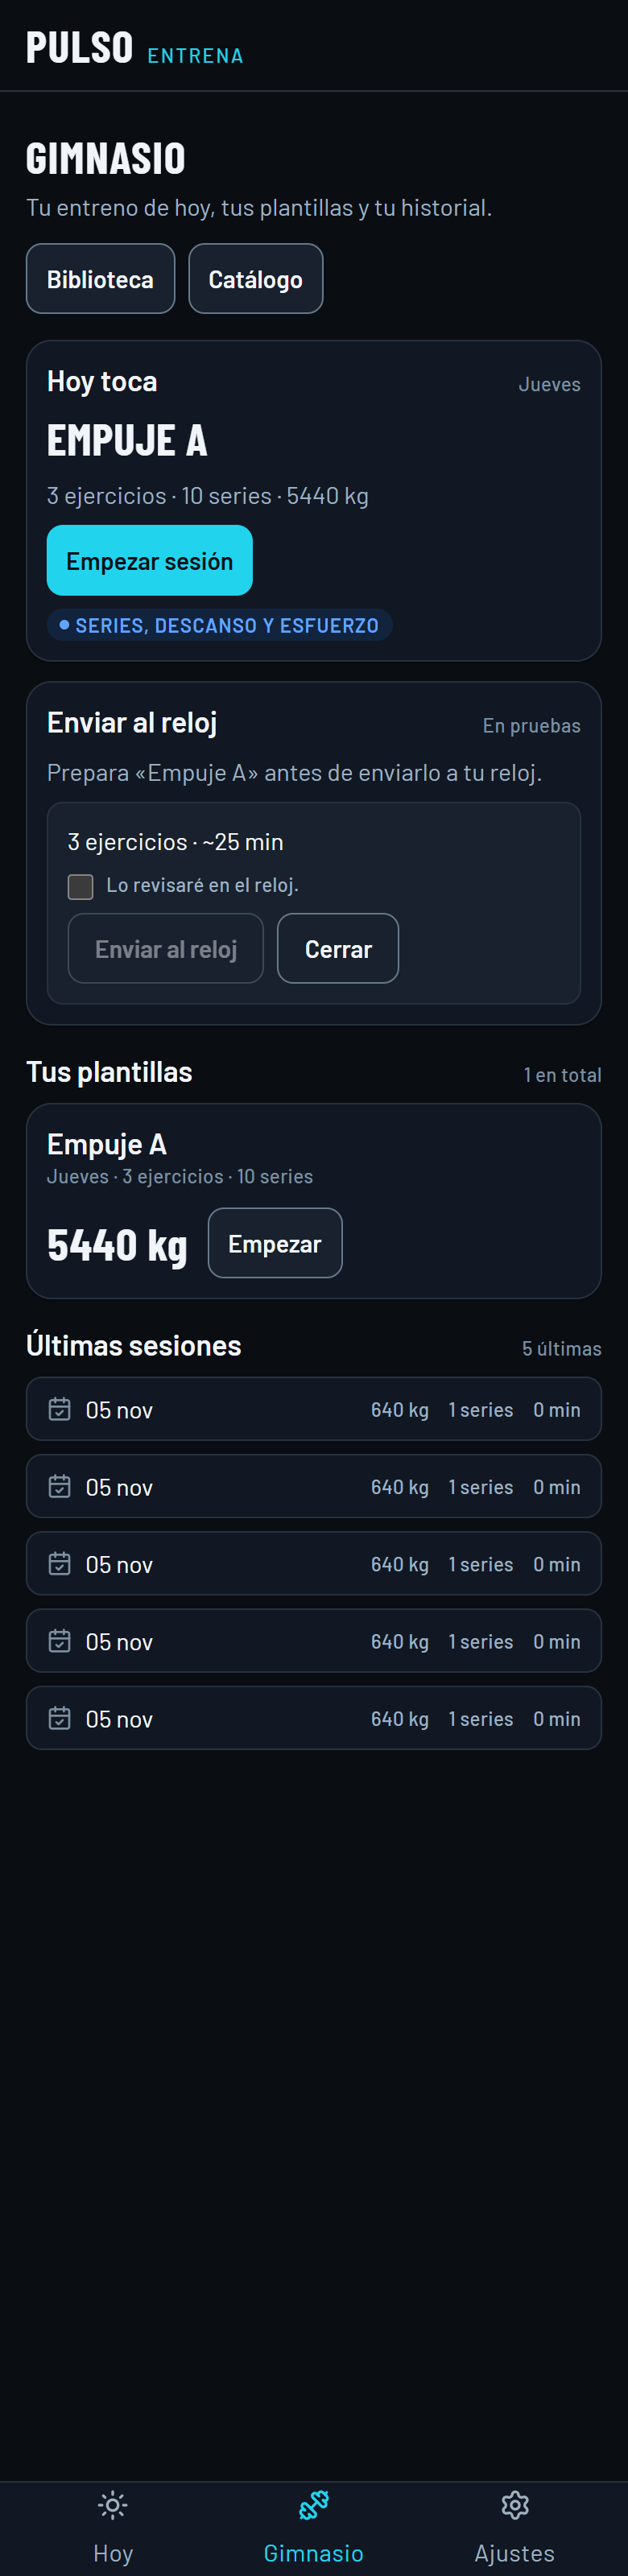 PULSO ENTRENA
GIMNASIO
Tu entreno de hoy, tus plantillas y tu historial.
Biblioteca Catálogo
Hoy toca Jueves
EMPUJE A
3 ejercicios · 10 series · 5440 kg
Empezar sesión
SERIES, DESCANSO Y ESFUERZO
Enviar al reloj En pruebas
Prepara «Empuje A» antes de enviarlo a tu reloj.
3 ejercicios · ~25 min
Lo revisaré en el reloj.
Enviar al reloj Cerrar
Tus plantillas 1 en total
Empuje A
Jueves · 3 ejercicios · 10 series
5440 kg Empezar
Últimas sesiones 5 últimas
05 nov 640 kg 1 series 0 min
05 nov 640 kg 1 series 0 min
05 nov 640 kg 1 series 0 min
05 nov 640 kg 1 series 0 min
05 nov 640 kg 1 series 0 min
Hoy Gimnasio Ajustes